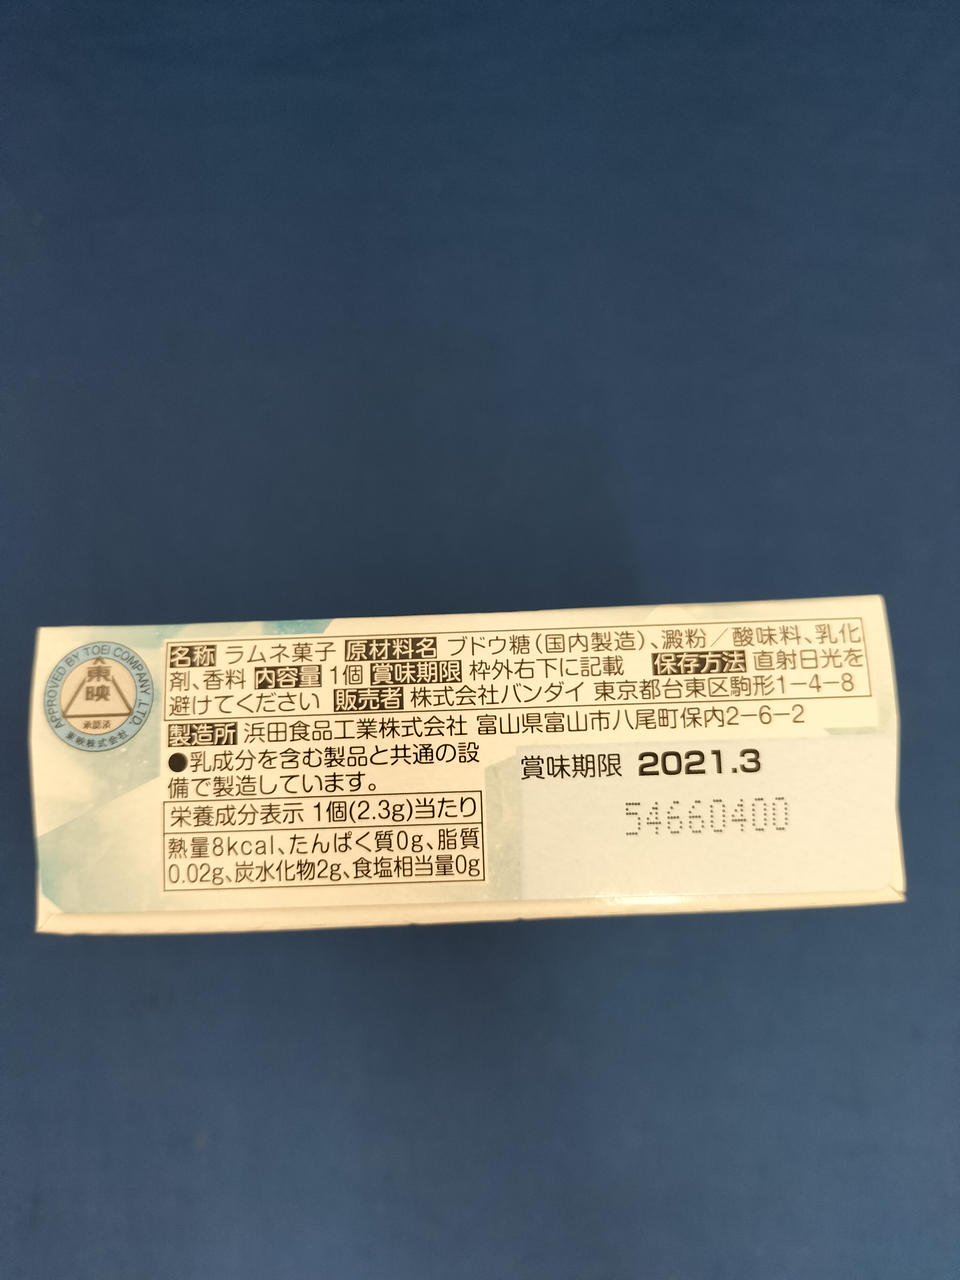 APPROVED BY TOEI COMPANY, LTD.
東映
承認済
東映株式会社
名称 ラムネ菓子 原材料名 ブドウ糖(国内製造)、澱粉/酸味料、乳化
剤、香料 内容量 1個 賞味期限 枠外右下に記載 保存方法 直射日光を
避けてください 販売者 株式会社バンダイ 東京都台東区駒形1-4-8
製造所 浜田食品工業株式会社 富山県富山市八尾町保内2-6-2
●乳成分を含む製品と共通の設
備で製造しています。
賞味期限 2021.3
54660400
栄養成分表示 1個(2.3g)当たり
熱量8kcal、たんぱく質0g、脂質
0.02g、炭水化物2g、食塩相当量0g